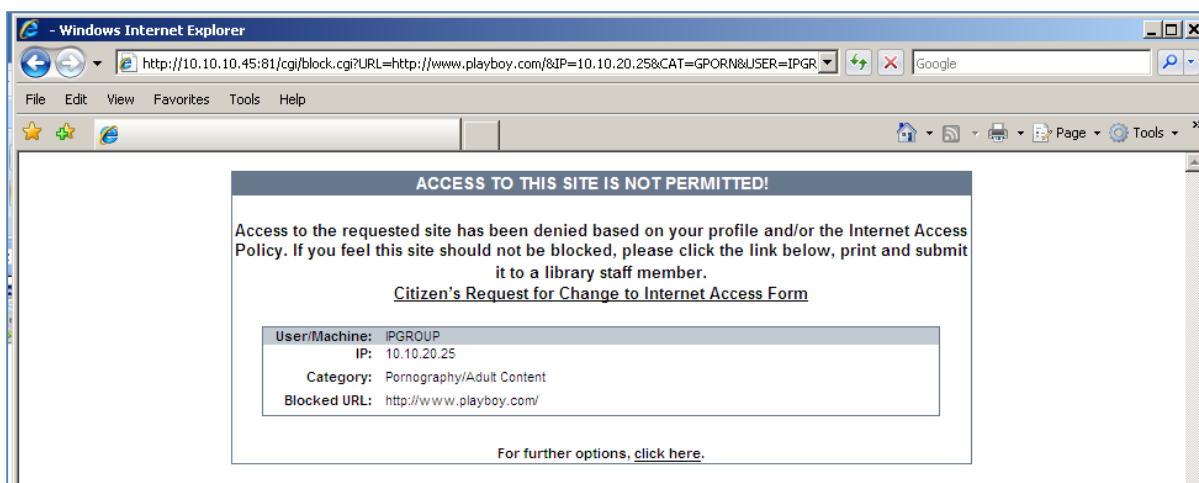 - Windows Internet Explorer
http://10.10.10.45:81/cgi/block.cgi?URL=http://www.playboy.com/&IP=10.10.20.25&CAT=GPORN&USER=IPGR
Google
File Edit View Favorites Tools Help
Page Tools
ACCESS TO THIS SITE IS NOT PERMITTED!
Access to the requested site has been denied based on your profile and/or the Internet Access
Policy. If you feel this site should not be blocked, please click the link below, print and submit
it to a library staff member.
Citizen's Request for Change to Internet Access Form
User/Machine: IPGROUP
IP: 10.10.20.25
Category: Pornography/Adult Content
Blocked URL: http://www.playboy.com/
For further options, click here.